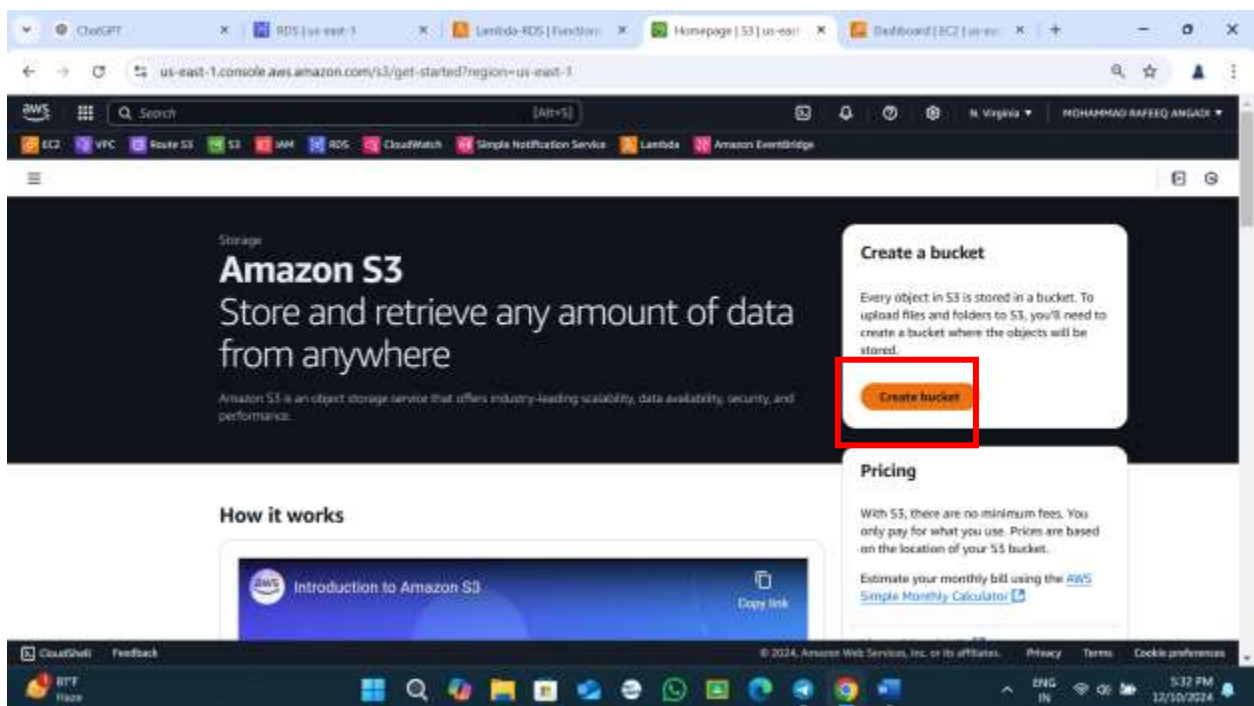 ChatGPT
RDS | us-east-1
Lambda-RDS | Functions
Homepage | S3 | us-east
Dashboard | EC2 | us-eas
us-east-1.console.aws.amazon.com/s3/get-started?region=us-east-1
aws
Search
[Alt+S]
N. Virginia
MOHAMMAD RAFEEQ ANGADI
EC2
VPC
Route 53
S3
IAM
RDS
CloudWatch
Simple Notification Service
Lambda
Amazon EventBridge
Storage
Amazon S3
Store and retrieve any amount of data
from anywhere
Amazon S3 is an object storage service that offers industry-leading scalability, data availability, security, and
performance.
Create a bucket
Every object in S3 is stored in a bucket. To
upload files and folders to S3, you'll need to
create a bucket where the objects will be
stored.
Create bucket
Pricing
With S3, there are no minimum fees. You
only pay for what you use. Prices are based
on the location of your S3 bucket.
Estimate your monthly bill using the AWS
Simple Monthly Calculator
How it works
aws
Introduction to Amazon S3
Copy link
CloudShell
Feedback
© 2024, Amazon Web Services, Inc. or its affiliates.
Privacy
Terms
Cookie preferences
81°F
Haze
ENG
IN
5:32 PM
12/10/2024